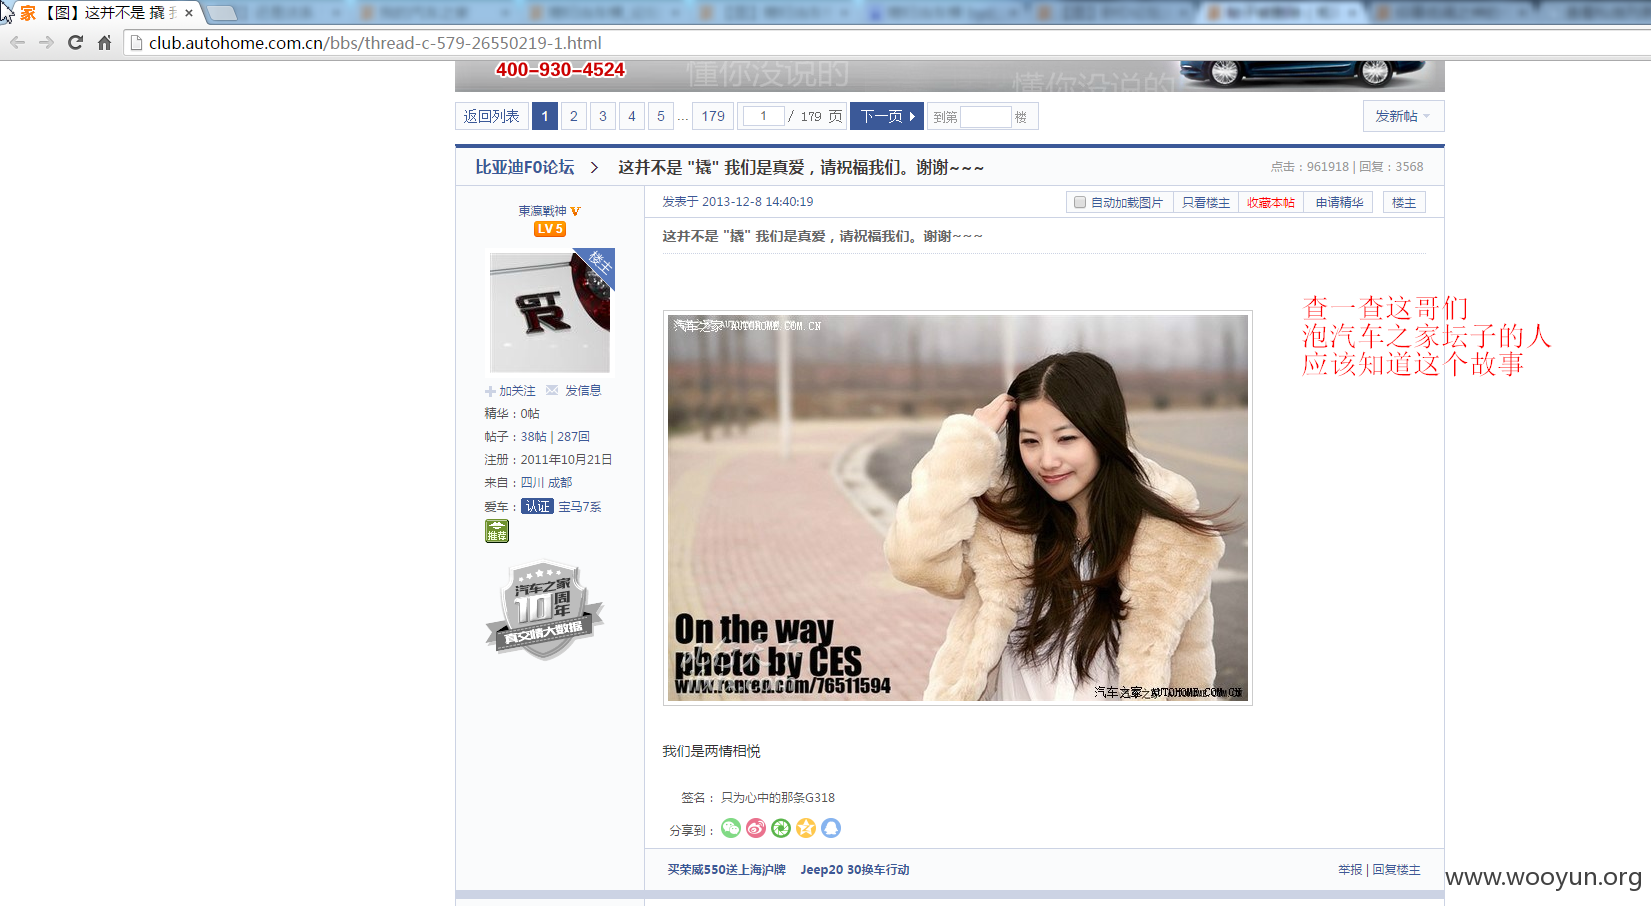 【图】这并不是 撬 我
club.autohome.com.cn/bbs/thread-c-579-26550219-1.html
400-930-4524
懂你没说的
懂你没说的
返回列表 1 2 3 4 5 ... 179 1 / 179 页 下一页 到第 楼 发新帖
比亚迪F0论坛 > 这并不是 "撬" 我们是真爱，请祝福我们。谢谢~~~ 点击：961918 | 回复：3568
東瀛戰神 V
LV 5
楼主
GT R
加关注 发信息
精华：0帖
帖子：38帖 | 287回
注册：2011年10月21日
来自：四川 成都
爱车：认证 宝马7系
推荐
汽车之家
10周年
真交情大数据
发表于 2013-12-8 14:40:19 自动加载图片 只看楼主 收藏本帖 申请精华 楼主
这并不是 "撬" 我们是真爱，请祝福我们。谢谢~~~
汽车之家 AUTOHOME.COM.CN
On the way
photo by CES
www.renren.com/76511594
汽车之家 AUTOHOME.COM.CN
查一查这哥们
泡汽车之家坛子的人
应该知道这个故事
我们是两情相悦
签名： 只为心中的那条G318
分享到：
买荣威550送上海沪牌 Jeep20 30换车行动 举报 | 回复楼主
www.wooyun.org